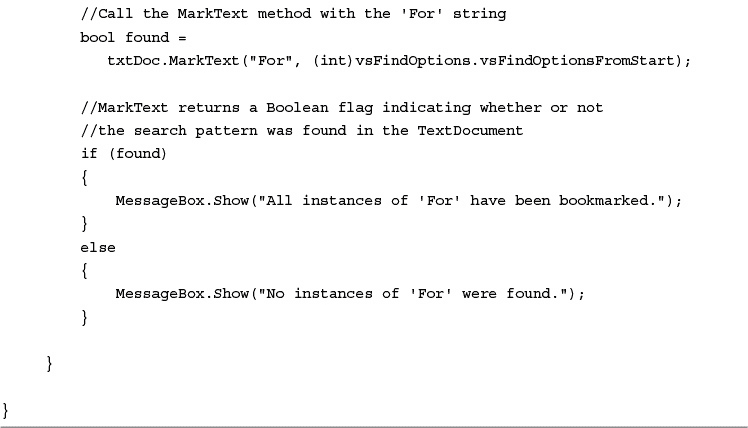 //Call the MarkText method with the 'For' string
bool found =
txtDoc.MarkText("For", (int)vsFindOptions.vsFindOptionsFromStart);
//MarkText returns a Boolean flag indicating whether or not
//the search pattern was found in the TextDocument
if (found)
{
MessageBox.Show("All instances of 'For' have been bookmarked.");
}
else
{
MessageBox.Show("No instances of 'For' were found.");
}
}
}